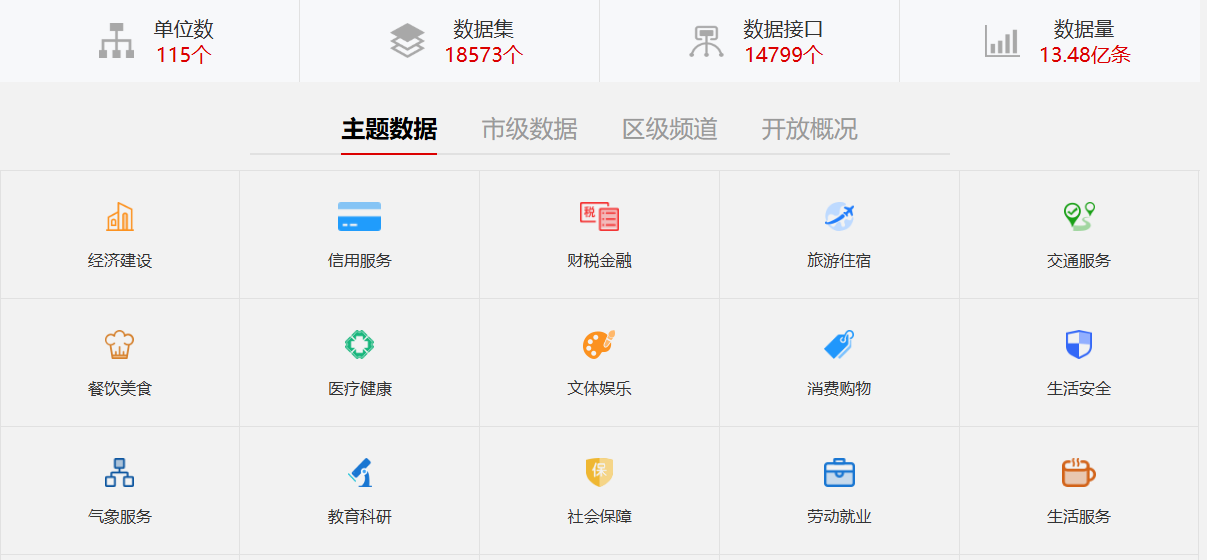 单位数
115个
数据集
18573个
数据接口
14799个
数据量
13.48亿条
主题数据 市级数据 区级频道 开放概况
税
经济建设 信用服务 财税金融 旅游住宿 交通服务
餐饮美食 医疗健康 文体娱乐 消费购物 生活安全
保
气象服务 教育科研 社会保障 劳动就业 生活服务